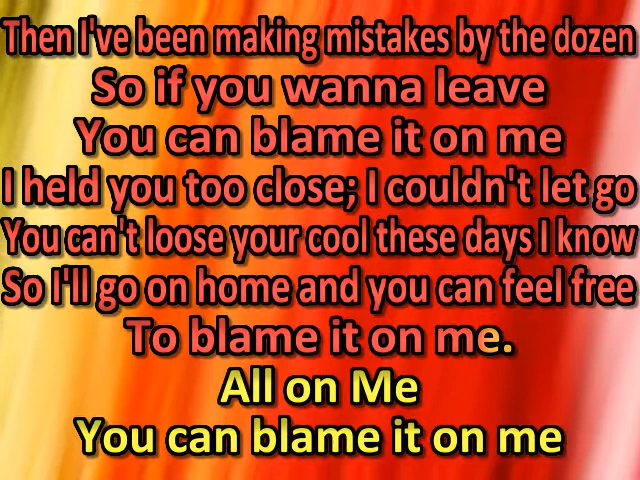 Then I've been making mistakes by the dozen
So if you wanna leave
You can blame it on me
I held you too close; I couldn't let go
You can't loose your cool these days I know
So I'll go on home and you can feel free
To blame it on me.
All on Me
You can blame it on me